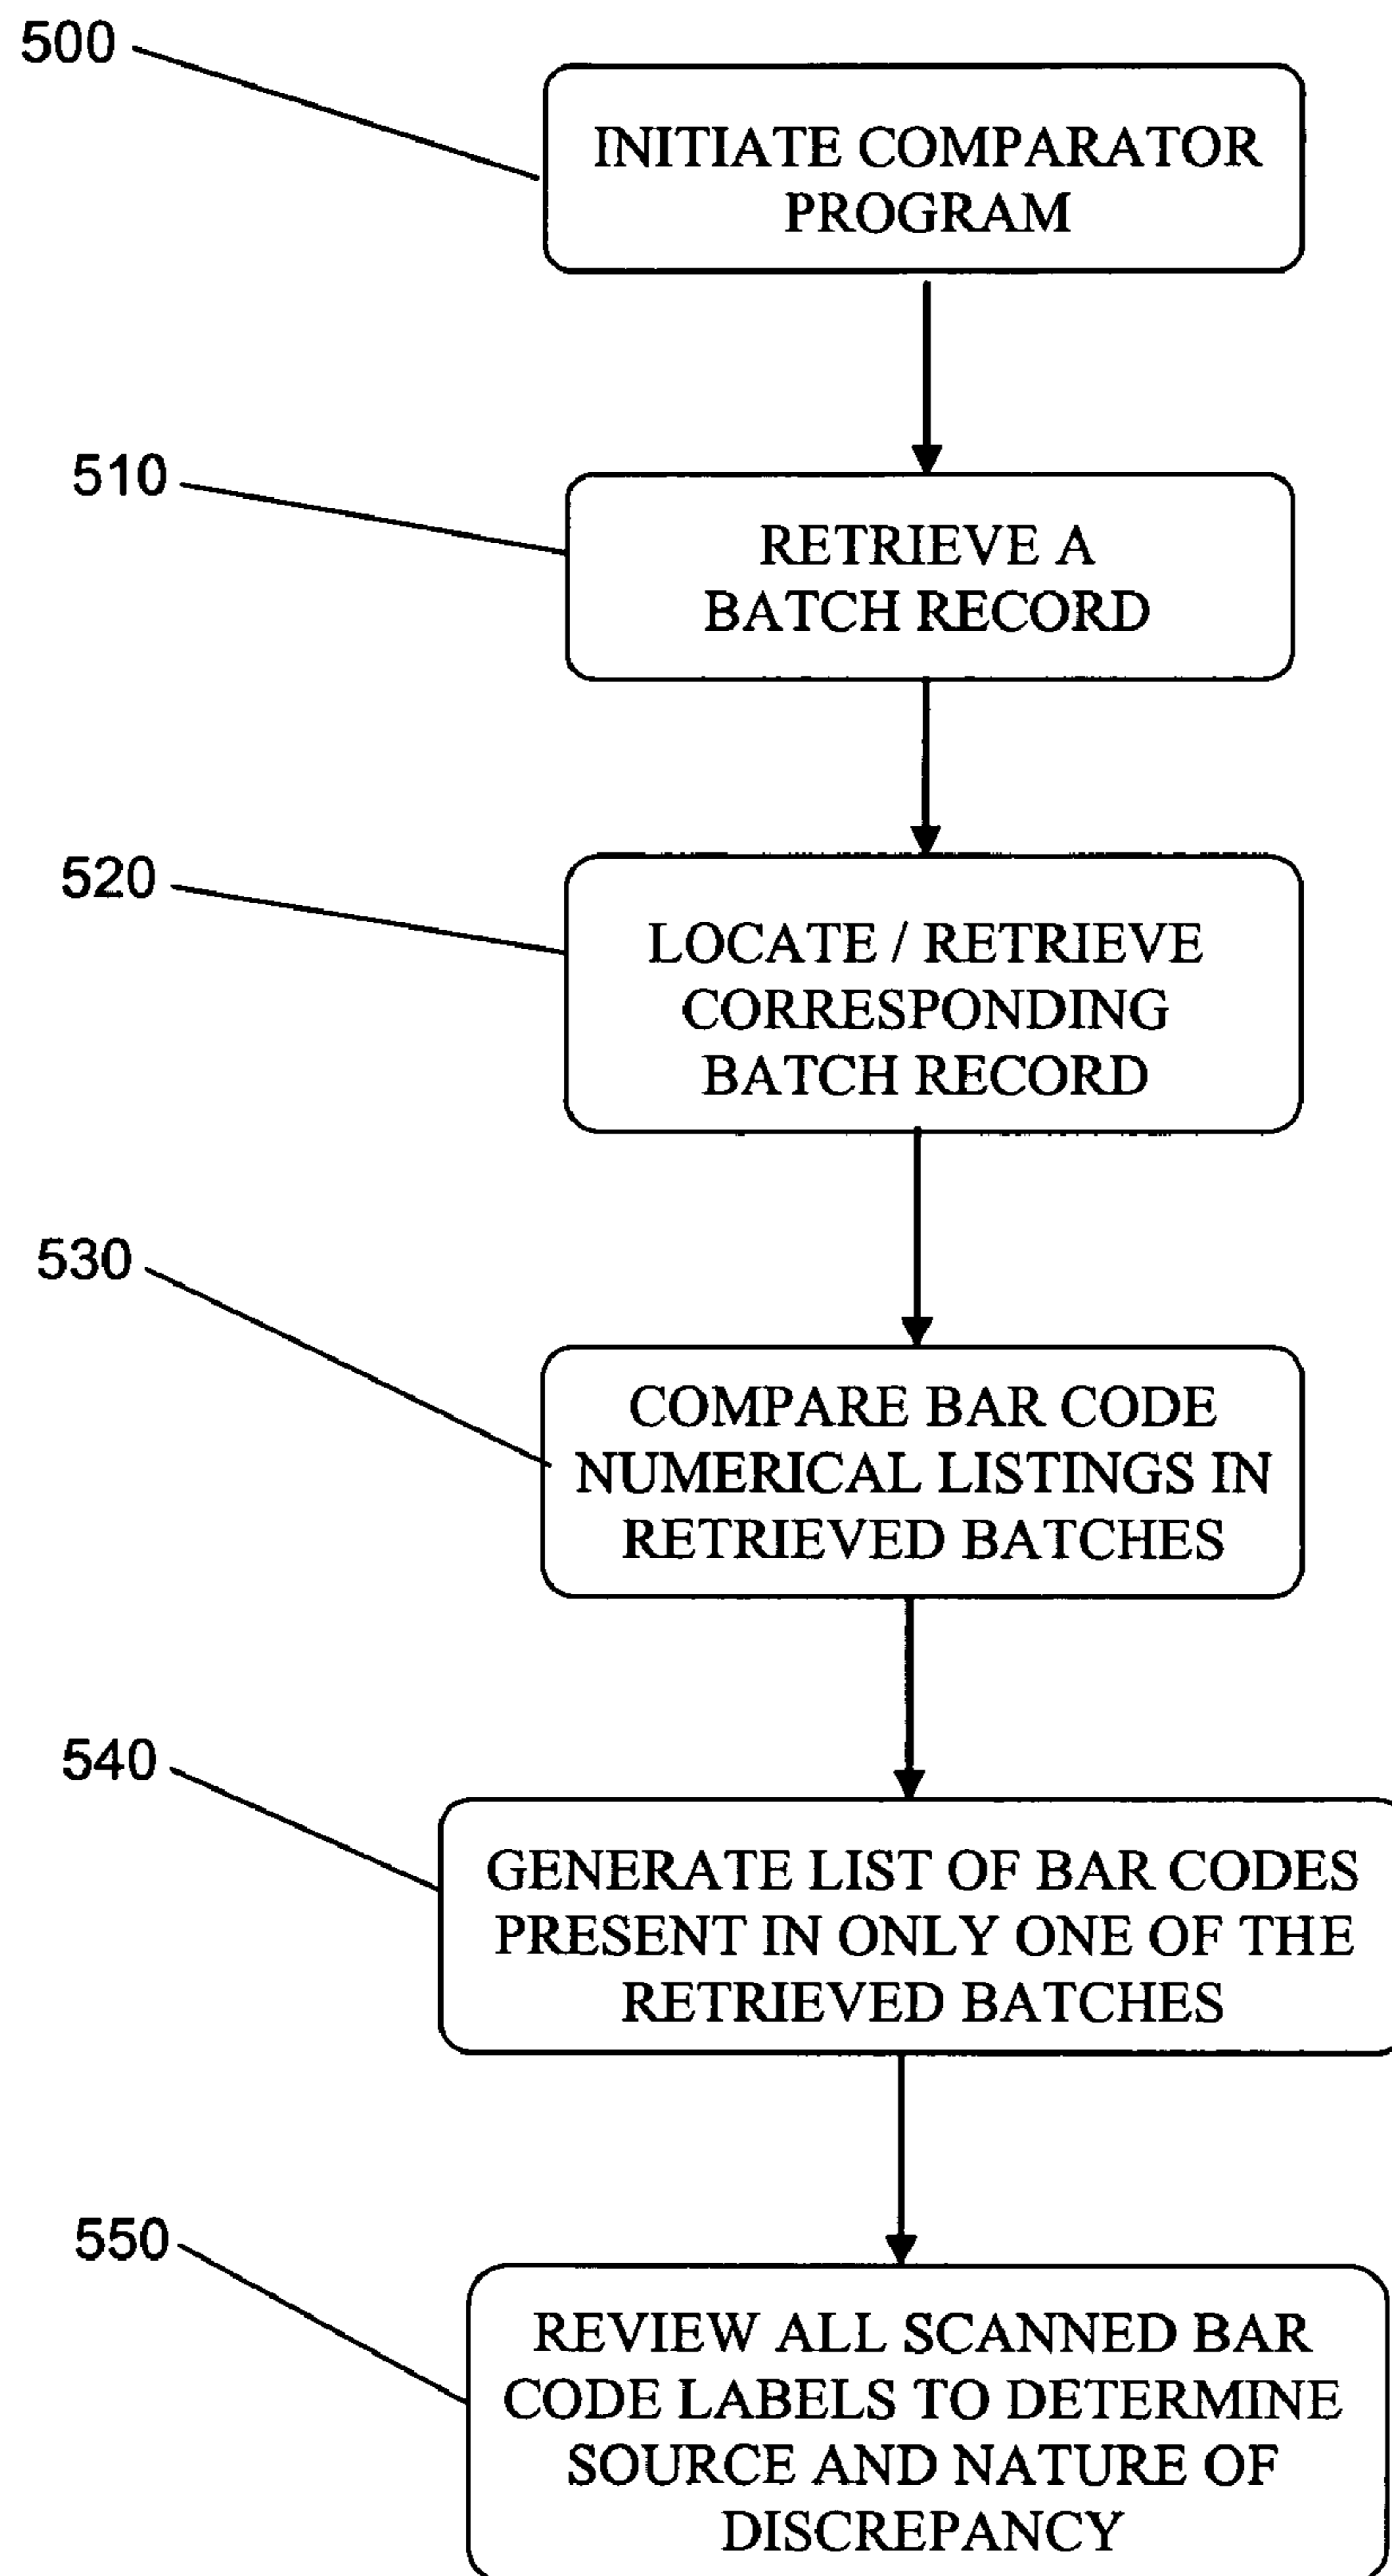 500
INITIATE COMPARATOR
PROGRAM
510
RETRIEVE A
BATCH RECORD
520
LOCATE / RETRIEVE
CORRESPONDING
BATCH RECORD
530
COMPARE BAR CODE
NUMERICAL LISTINGS IN
RETRIEVED BATCHES
540
GENERATE LIST OF BAR CODES
PRESENT IN ONLY ONE OF THE
RETRIEVED BATCHES
550
REVIEW ALL SCANNED BAR
CODE LABELS TO DETERMINE
SOURCE AND NATURE OF
DISCREPANCY